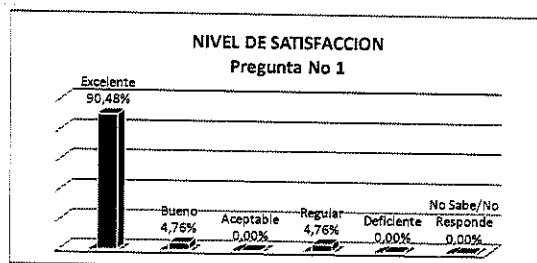 NIVEL DE SATISFACCION
Pregunta No 1
Excelente
90,48%
Bueno
4,76%
Aceptable
0,00%
Regular
4,76%
Deficiente
0,00%
No Sabe/No
Responde
0,00%